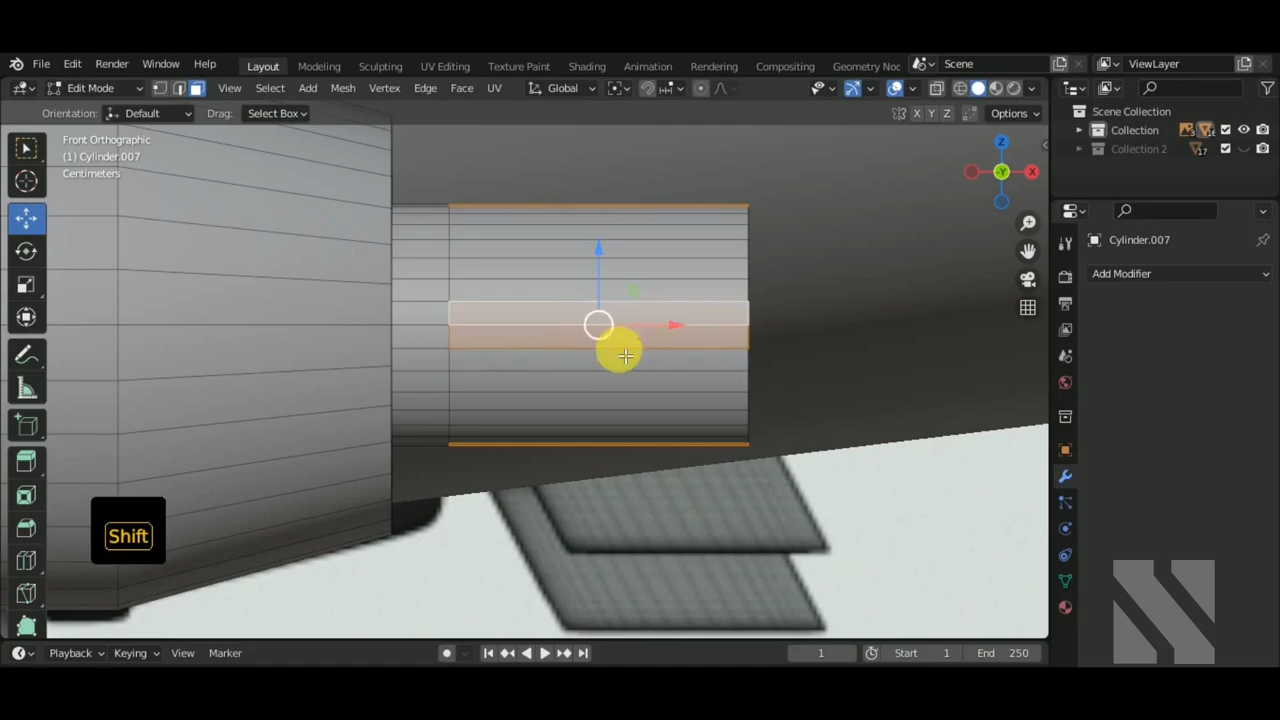 File Edit Render Window Help Layout Modeling Sculpting UV Editing Texture Paint Shading Animation Rendering Compositing Geometry Noc Scene ViewLayer
Edit Mode View Select Add Mesh Vertex Edge Face UV Global
Orientation: Default Drag: Select Box X Y Z Options
Front Orthographic
(1) Cylinder.007
Centimeters
Z
X
-Y
Scene Collection
Collection 3 16
Collection 2 17
Cylinder.007
Add Modifier
Shift
Playback Keying View Marker 1 Start 1 End 250